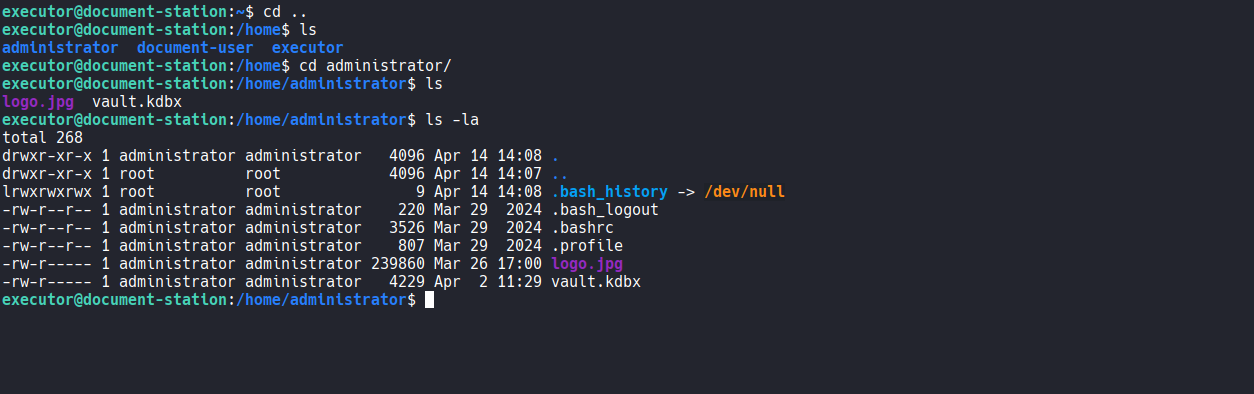 executor@document-station:~$ cd ..
executor@document-station:/home$ ls
administrator  document-user  executor
executor@document-station:/home$ cd administrator/
executor@document-station:/home/administrator$ ls
logo.jpg  vault.kdbx
executor@document-station:/home/administrator$ ls -la
total 268
drwxr-xr-x 1 administrator administrator   4096 Apr 14 14:08 .
drwxr-xr-x 1 root          root            4096 Apr 14 14:07 ..
lrwxrwxrwx 1 root          root               9 Apr 14 14:08 .bash_history -> /dev/null
-rw-r--r-- 1 administrator administrator    220 Mar 29  2024 .bash_logout
-rw-r--r-- 1 administrator administrator   3526 Mar 29  2024 .bashrc
-rw-r--r-- 1 administrator administrator    807 Mar 29  2024 .profile
-rw-r----- 1 administrator administrator 239860 Mar 26 17:00 logo.jpg
-rw-r----- 1 administrator administrator   4229 Apr  2 11:29 vault.kdbx
executor@document-station:/home/administrator$